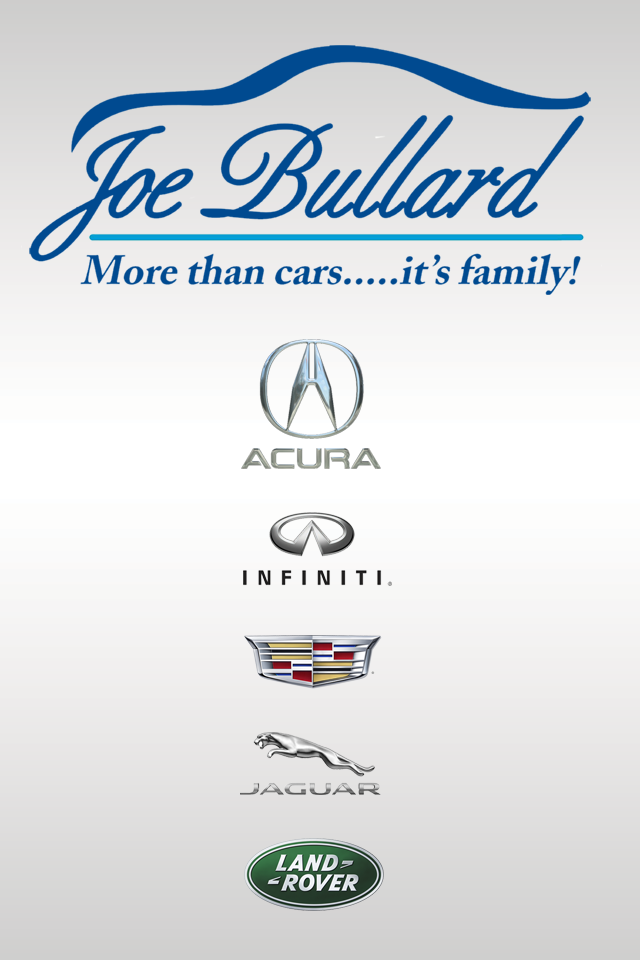 Joe Bullard
More than cars.....it's family!
ACURA
INFINITI®
JAGUAR
LAND-
-ROVER